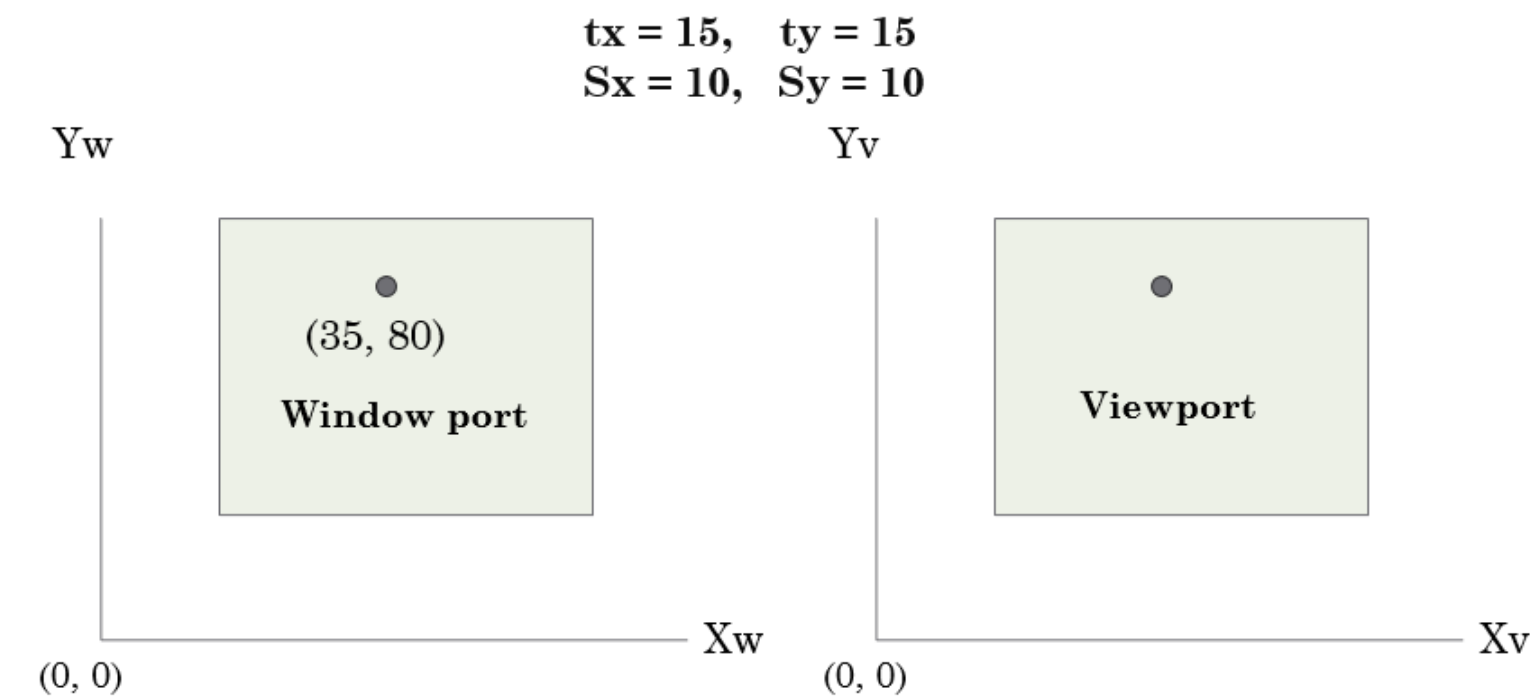 tx = 15, ty = 15
Sx = 10, Sy = 10
Yw
Yv
(35, 80)
Window port
Viewport
Xw
Xv
(0, 0)
(0, 0)